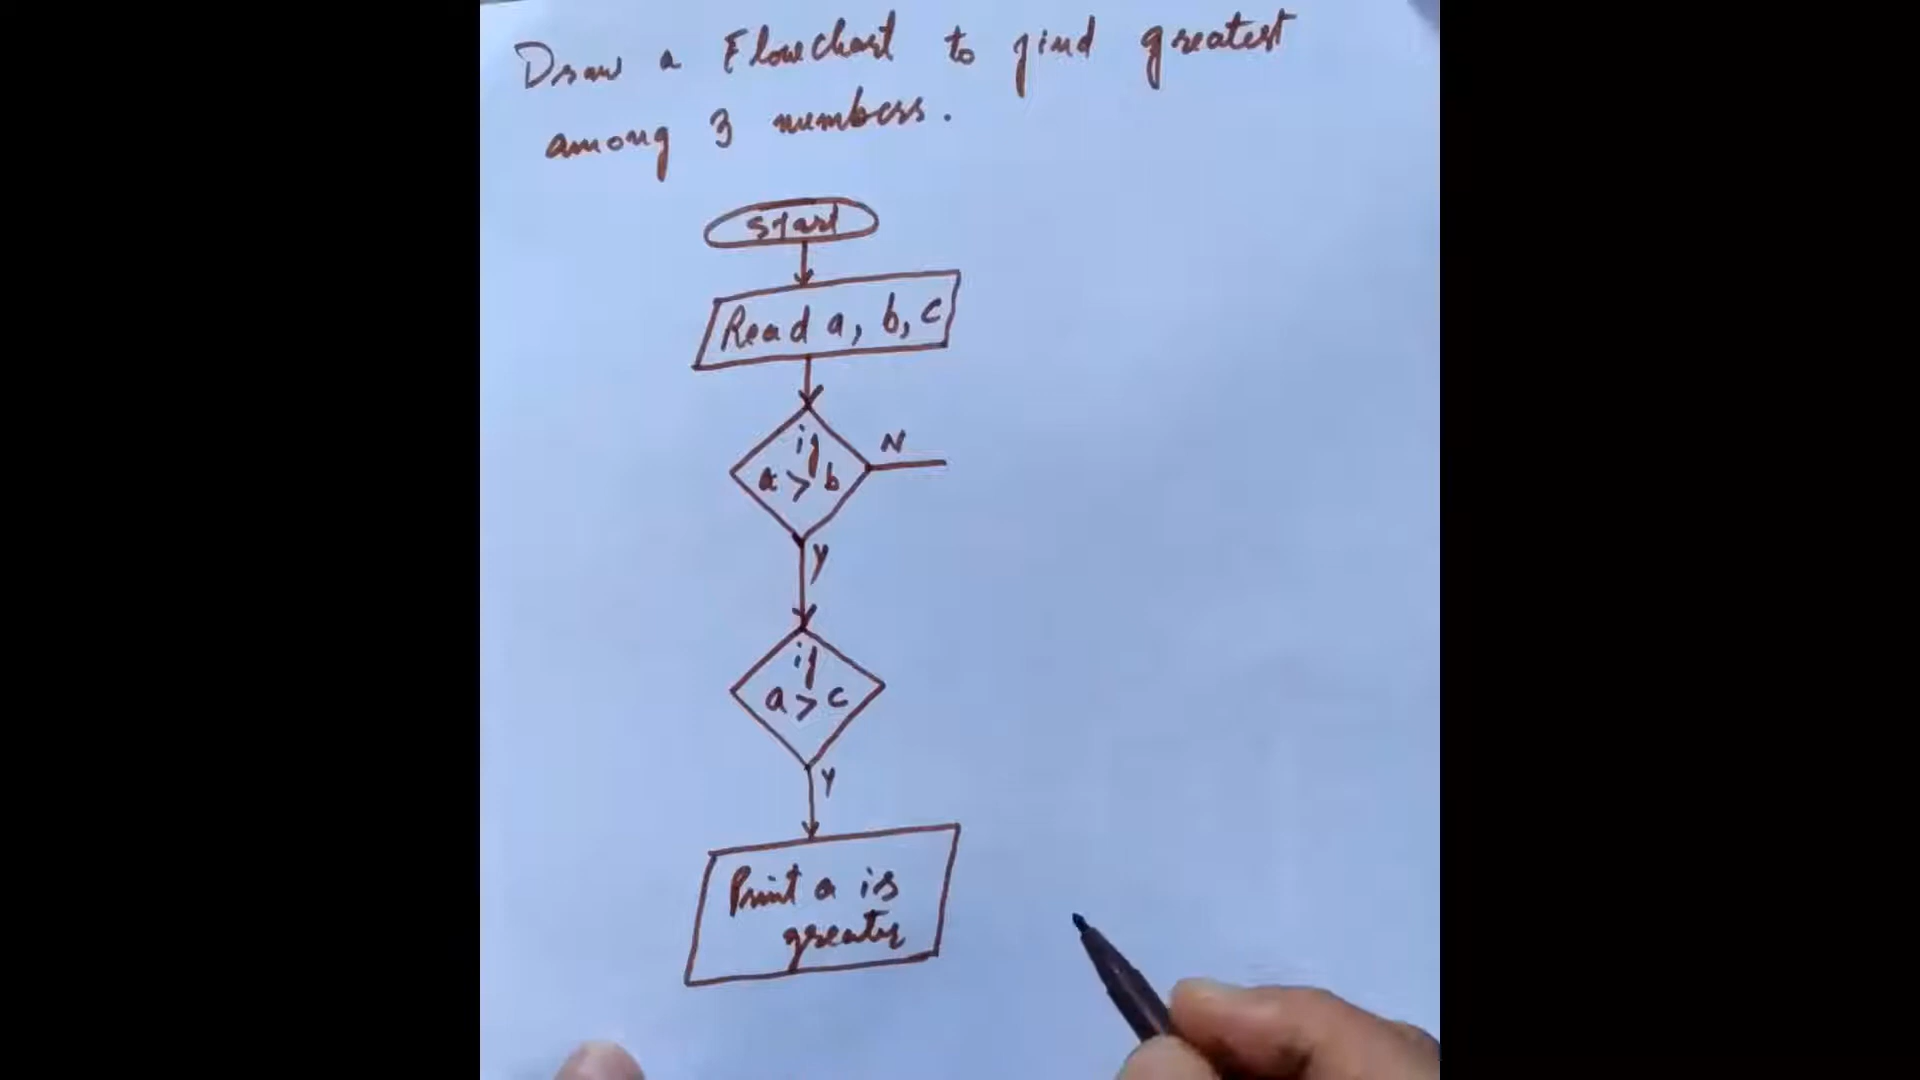 Draw a Flowchart to find greatest
among 3 numbers.
Start
Read a, b, c
if
a > b
N
Y
if
a > c
Y
Print a is
greater